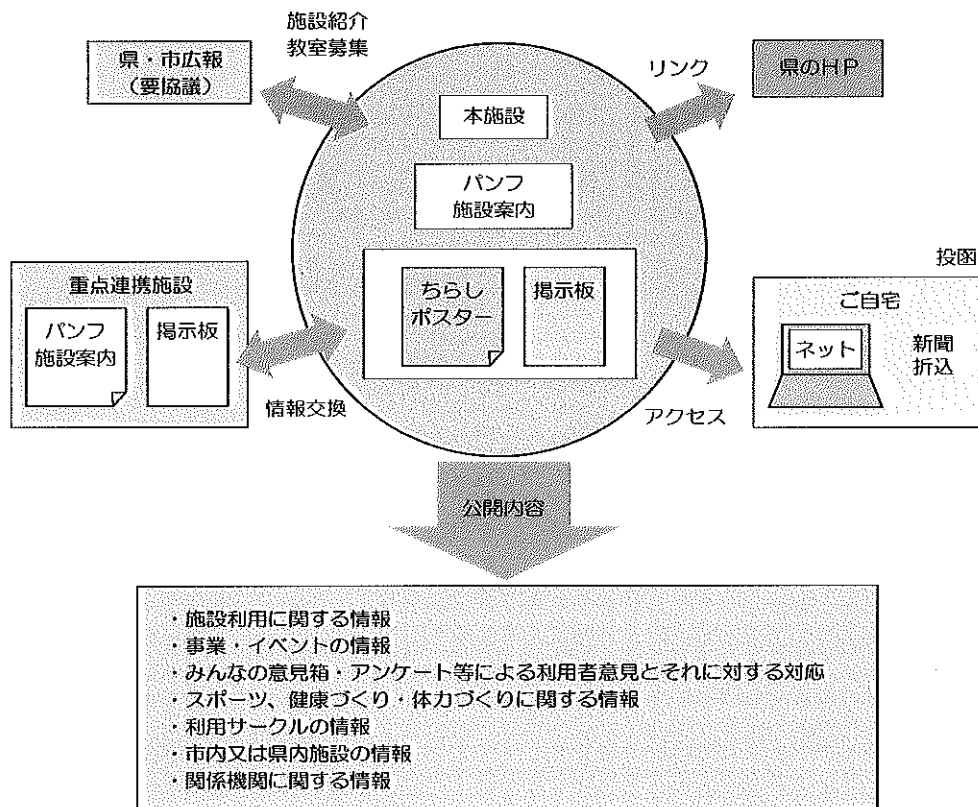 施設紹介
教室募集
県・市広報
（要協議）
リンク
県のＨＰ
本施設
パンフ
施設案内
ちらし
ポスター
掲示板
重点連携施設
パンフ
施設案内
掲示板
情報交換
投函
ご自宅
ネット
新聞
折込
アクセス
公開内容
・施設利用に関する情報
・事業・イベントの情報
・みんなの意見箱・アンケート等による利用者意見とそれに対する対応
・スポーツ、健康づくり・体力づくりに関する情報
・利用サークルの情報
・市内又は県内施設の情報
・関係機関に関する情報